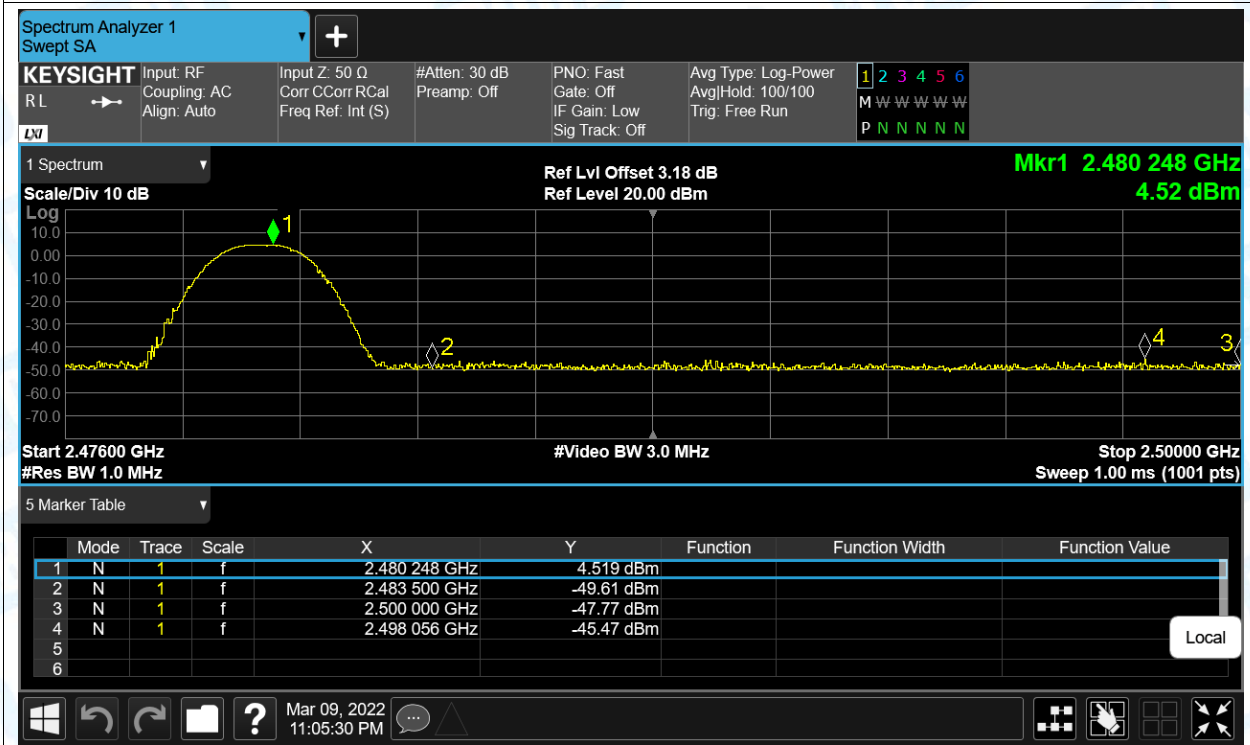 Spectrum Analyzer 1
Swept SA
KEYSIGHT
R L
LXI
Input: RF
Coupling: AC
Align: Auto
Input Z: 50 Ω
Corr CCorr RCal
Freq Ref: Int (S)
#Atten: 30 dB
Preamp: Off
PNO: Fast
Gate: Off
IF Gain: Low
Sig Track: Off
Avg Type: Log-Power
Avg|Hold: 100/100
Trig: Free Run
1 2 3 4 5 6
M W W W W W
P N N N N N
1 Spectrum
Scale/Div 10 dB
Ref Lvl Offset 3.18 dB
Ref Level 20.00 dBm
Mkr1 2.480 248 GHz
4.52 dBm
Log
10.0
0.00
-10.0
-20.0
-30.0
-40.0
-50.0
-60.0
-70.0
1
2
4
3
Start 2.47600 GHz
#Video BW 3.0 MHz
Stop 2.50000 GHz
#Res BW 1.0 MHz
Sweep 1.00 ms (1001 pts)
5 Marker Table
Mode Trace Scale X Y Function Function Width Function Value
1 N 1 f 2.480 248 GHz 4.519 dBm
2 N 1 f 2.483 500 GHz -49.61 dBm
3 N 1 f 2.500 000 GHz -47.77 dBm
4 N 1 f 2.498 056 GHz -45.47 dBm
5
6
Local
?
Mar 09, 2022
11:05:30 PM